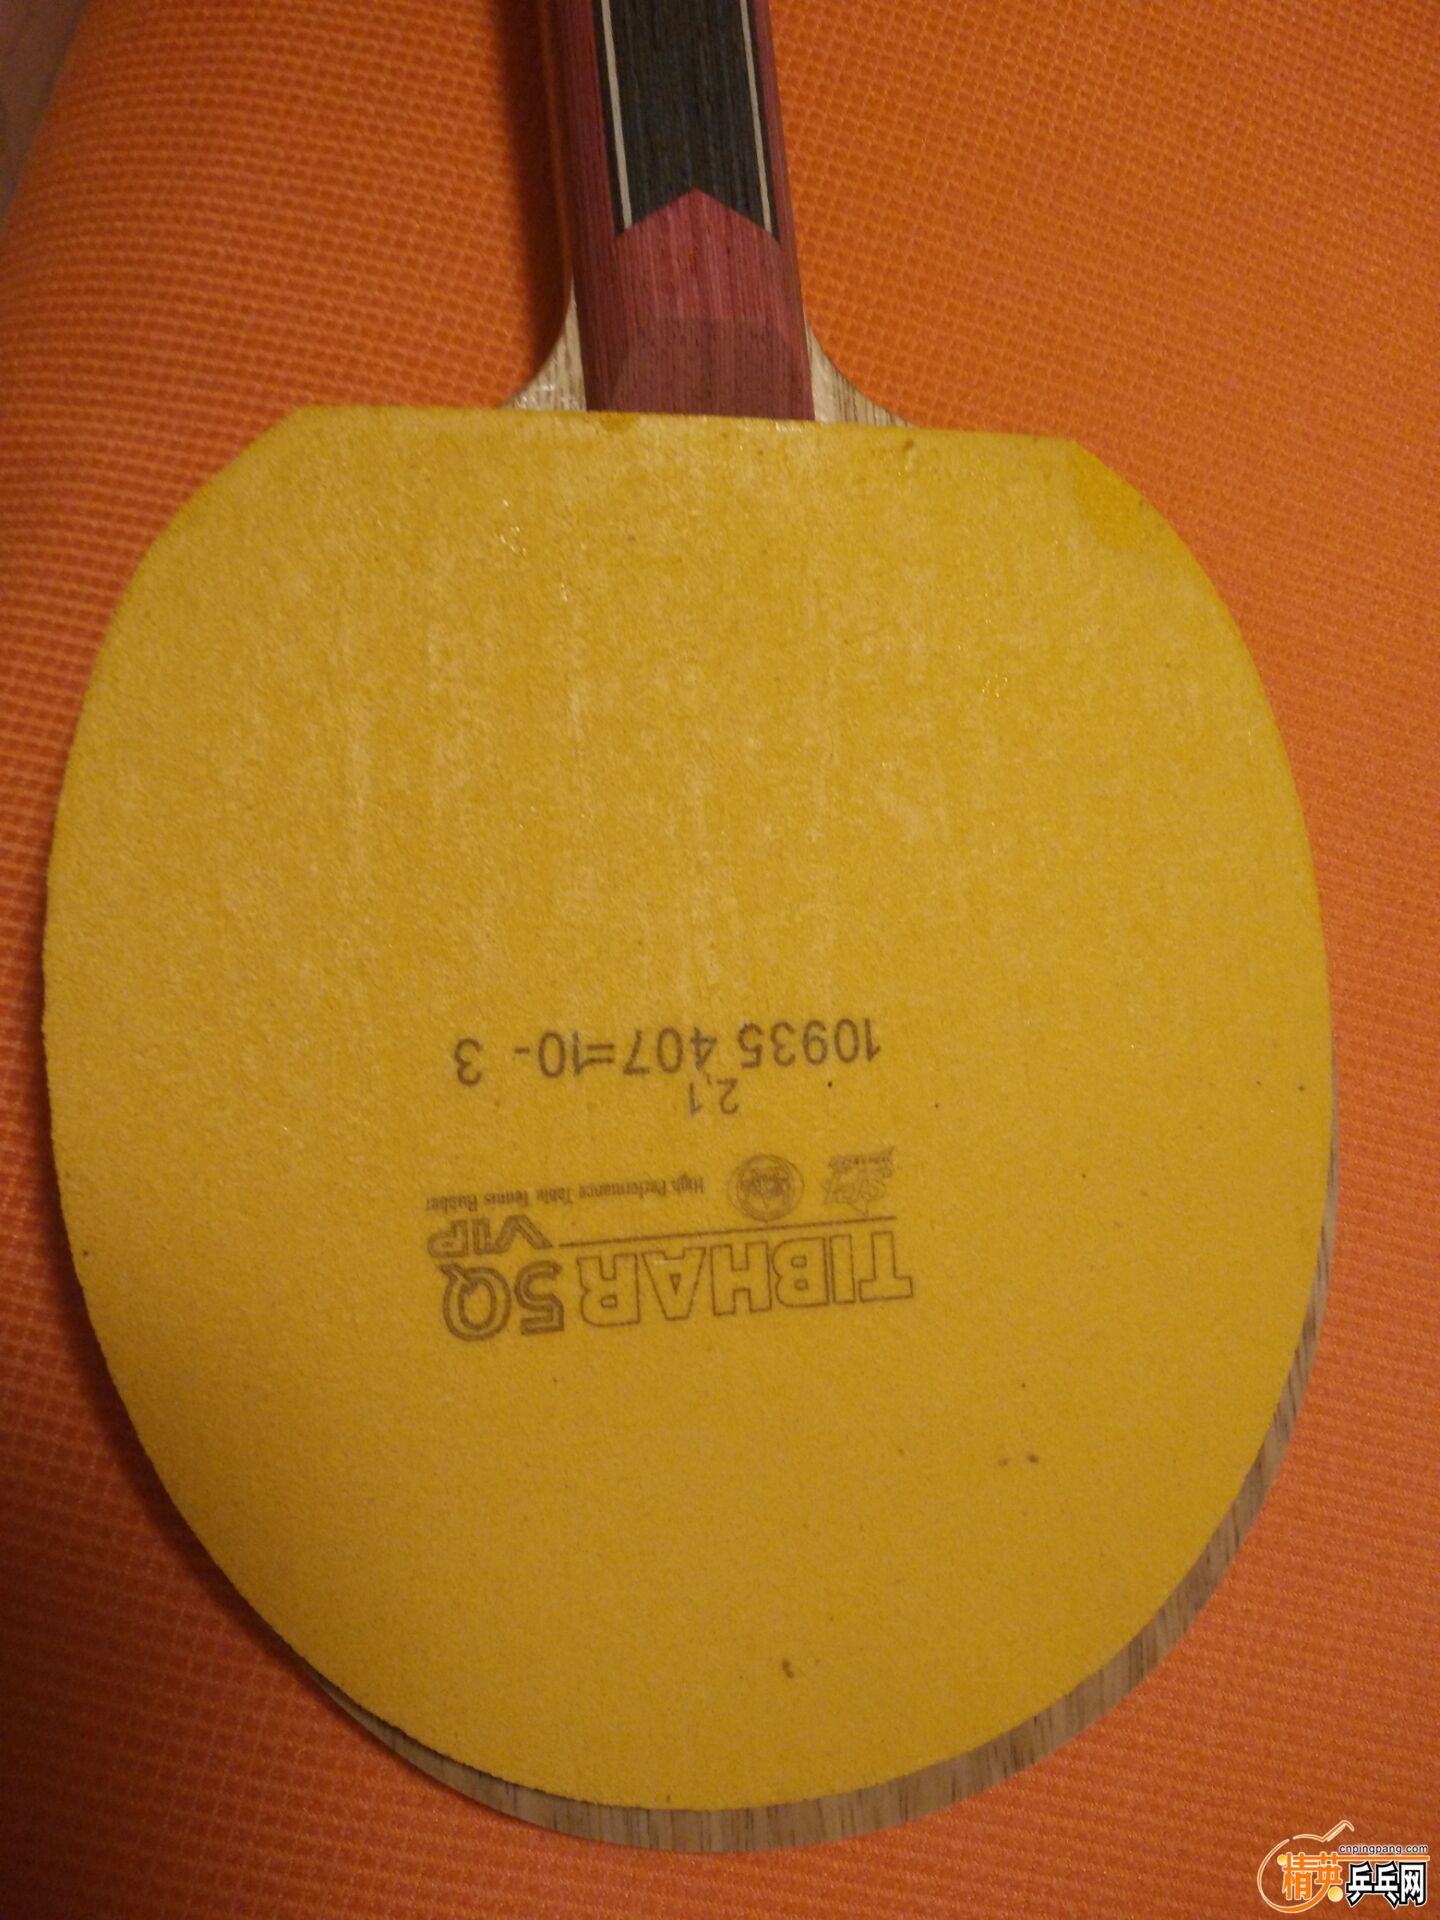 TIBHAR 5Q
VIP
High Performance Table Tennis Rubber
2,1
10935 407=10- 3
cnpingpang.com
精英乒乓网